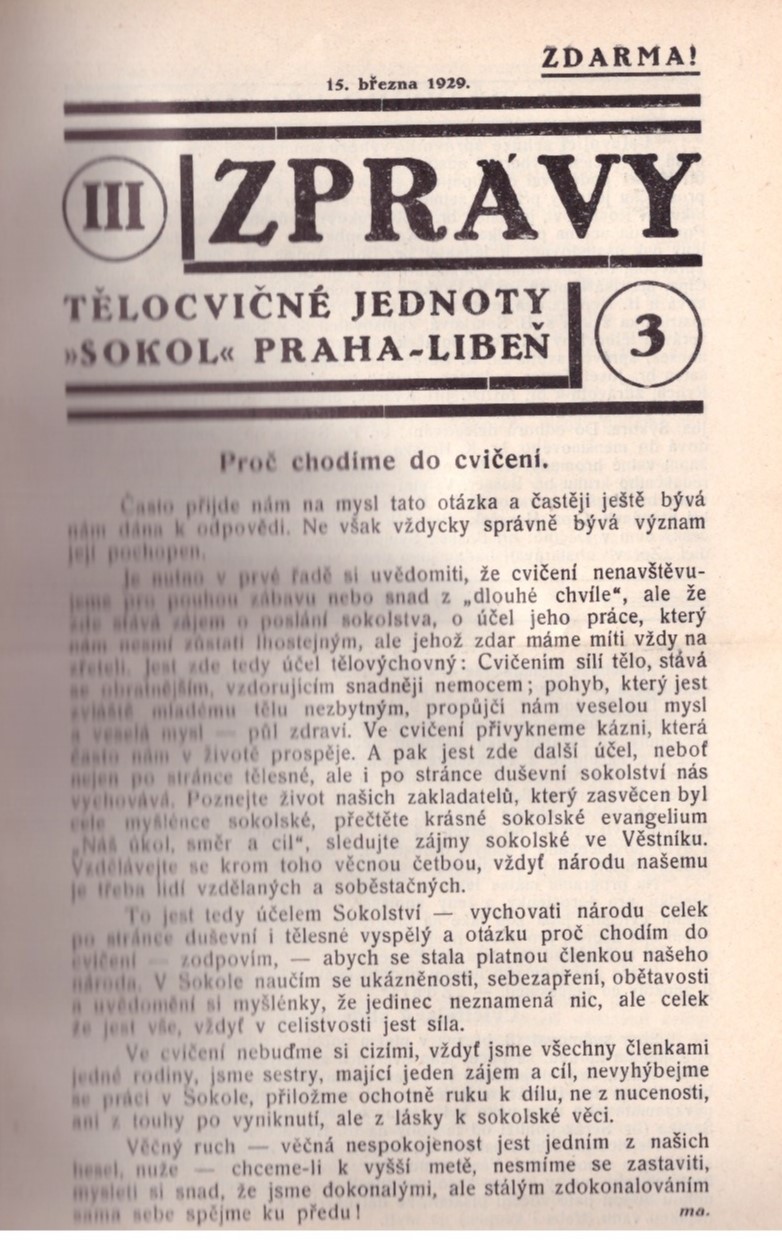 ZDARMA!
15. března 1929.
III
ZPRÁVY
TĚLOCVIČNÉ JEDNOTY
»SOKOL« PRAHA-LIBEŇ
3
Proč chodíme do cvičení.
Často přijde nám na mysl tato otázka a častěji ještě bývá
nám dána k odpovědi. Ne však vždycky správně bývá význam
její pochopen.
Je nutno v prvé řadě si uvědomiti, že cvičení nenavštěvu-
jeme pro pouhou zábavu nebo snad z „dlouhé chvíle“, ale že
zde stává zájem o poslání sokolstva, o účel jeho práce, který
nám nesmí zůstati lhostejným, ale jehož zdar máme míti vždy na
zřeteli. Jest zde tedy účel tělovýchovný: Cvičením sílí tělo, stává
se obratnějším, vzdorujícím snadněji nemocem; pohyb, který jest
zvláště mladému tělu nezbytným, propůjčí nám veselou mysl
a veselá mysl — půl zdraví. Ve cvičení přivykneme kázni, která
často nám v životě prospěje. A pak jest zde další účel, neboť
nejen po stránce tělesné, ale i po stránce duševní sokolství nás
vychovává. Poznejte život našich zakladatelů, který zasvěcen byl
cele myšlénce sokolské, přečtěte krásné sokolské evangelium
„Náš úkol, směr a cíl“, sledujte zájmy sokolské ve Věstníku.
Vzdělávejte se krom toho věcnou četbou, vždyť národu našemu
je třeba lidí vzdělaných a soběstačných.
To jest tedy účelem Sokolství — vychovati národu celek
po stránce duševní i tělesné vyspělý a otázku proč chodím do
cvičení — zodpovím, — abych se stala platnou členkou našeho
národa. V Sokole naučím se ukázněnosti, sebezapření, obětavosti
a uvědomění si myšlénky, že jedinec neznamená nic, ale celek
že jest vše, vždyť v celistvosti jest síla.
Ve cvičení nebuďme si cizími, vždyť jsme všechny členkami
jedné rodiny, jsme sestry, mající jeden zájem a cíl, nevyhýbejme
se práci v Sokole, přiložme ochotně ruku k dílu, ne z nucenosti,
ani z touhy po vyniknutí, ale z lásky k sokolské věci.
Věčný ruch — věčná nespokojenost jest jedním z našich
hesel, nuže — chceme-li k vyšší metě, nesmíme se zastaviti,
mysleti si snad, že jsme dokonalými, ale stálým zdokonalováním
sama sebe spějme ku předu!
ma.